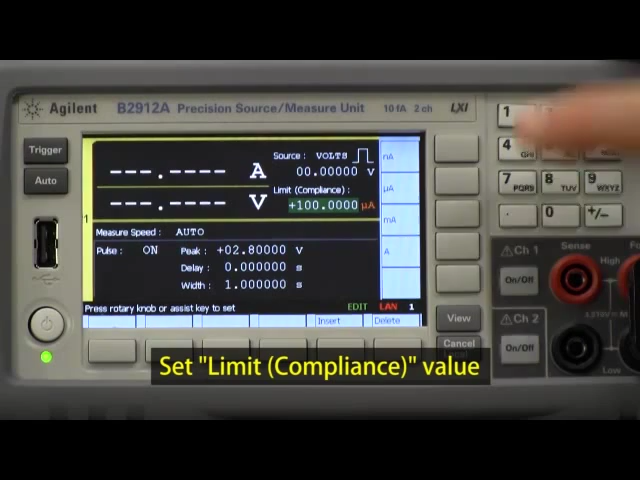 Agilent B2912A Precision Source/Measure Unit 10 fA 2 ch LXI
Trigger
Auto
---.---- A
Source : VOLTS
00.00000 V
Limit (Compliance) :
---.---- V
+100.0000 µA
1
Measure Speed : AUTO
Pulse : ON Peak : +02.80000 V
Delay : 0.000000 s
Width : 1.000000 s
Press rotary knob or assist key to set EDIT LAN 1
Insert Delete
nA
µA
mA
A
View
Cancel
1
4 GHI
7 PQRS 8 TUV 9 WXYZ
. 0 +/−
Ch 1 Sense
High
On/Off
Ch 2
On/Off
Low
Set "Limit (Compliance)" value